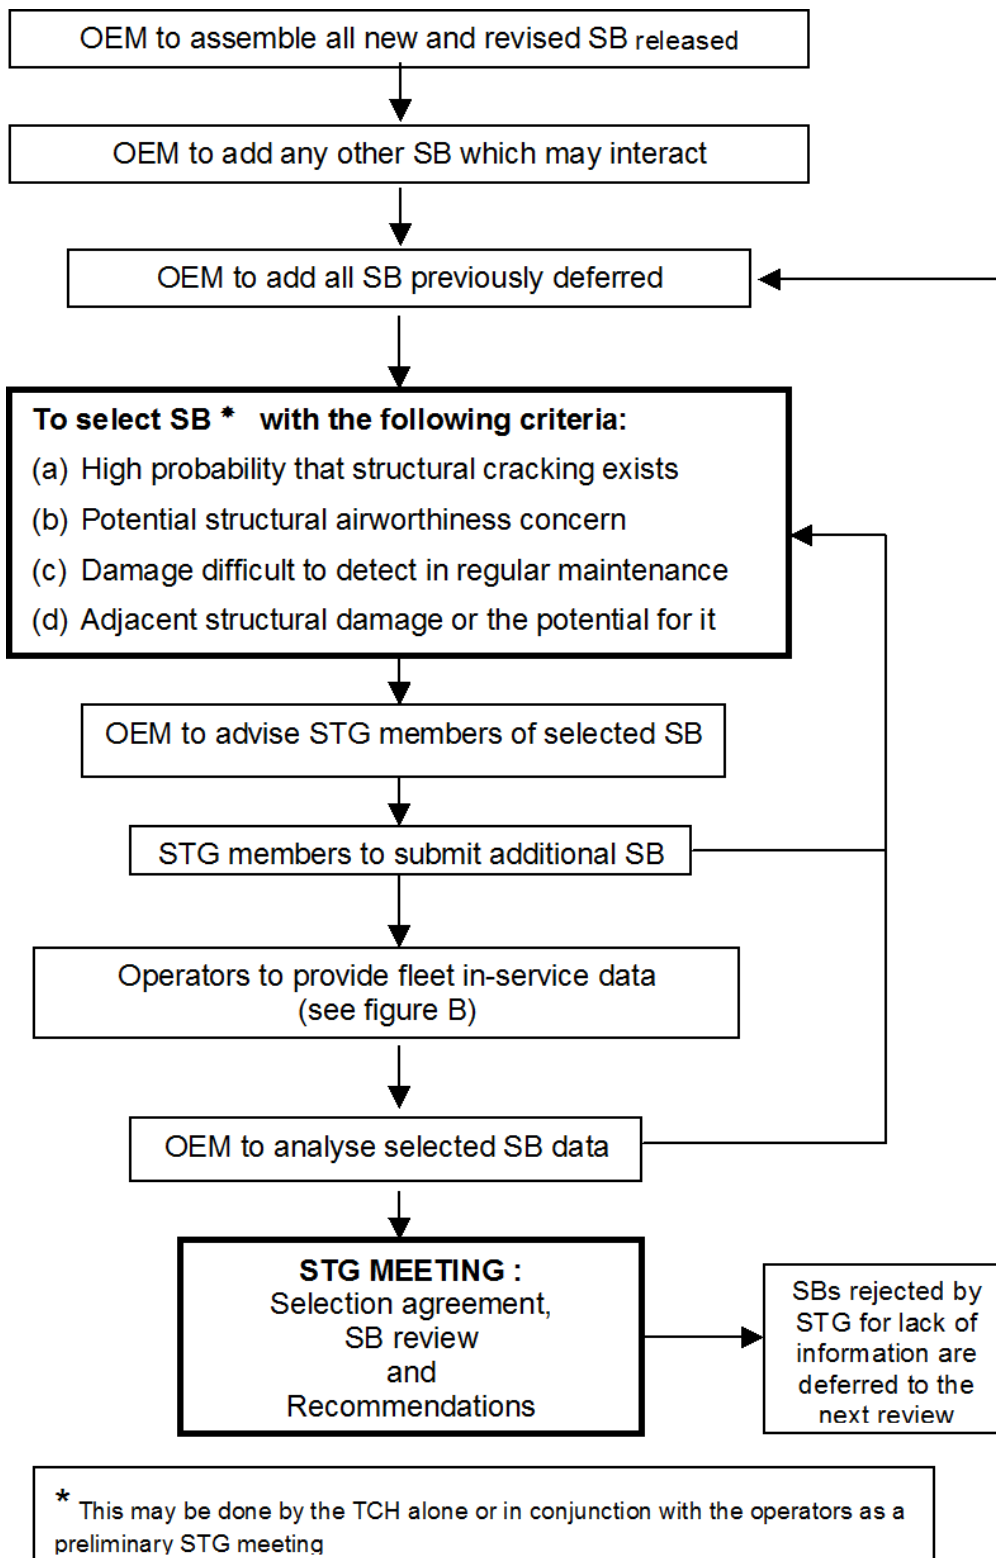 OEM to assemble all new and revised SB released
OEM to add any other SB which may interact
OEM to add all SB previously deferred
To select SB * with the following criteria:
(a) High probability that structural cracking exists
(b) Potential structural airworthiness concern
(c) Damage difficult to detect in regular maintenance
(d) Adjacent structural damage or the potential for it
OEM to advise STG members of selected SB
STG members to submit additional SB
Operators to provide fleet in-service data
(see figure B)
OEM to analyse selected SB data
STG MEETING :
Selection agreement,
SB review
and
Recommendations
SBs rejected by
STG for lack of
information are
deferred to the
next review
* This may be done by the TCH alone or in conjunction with the operators as a
preliminary STG meeting